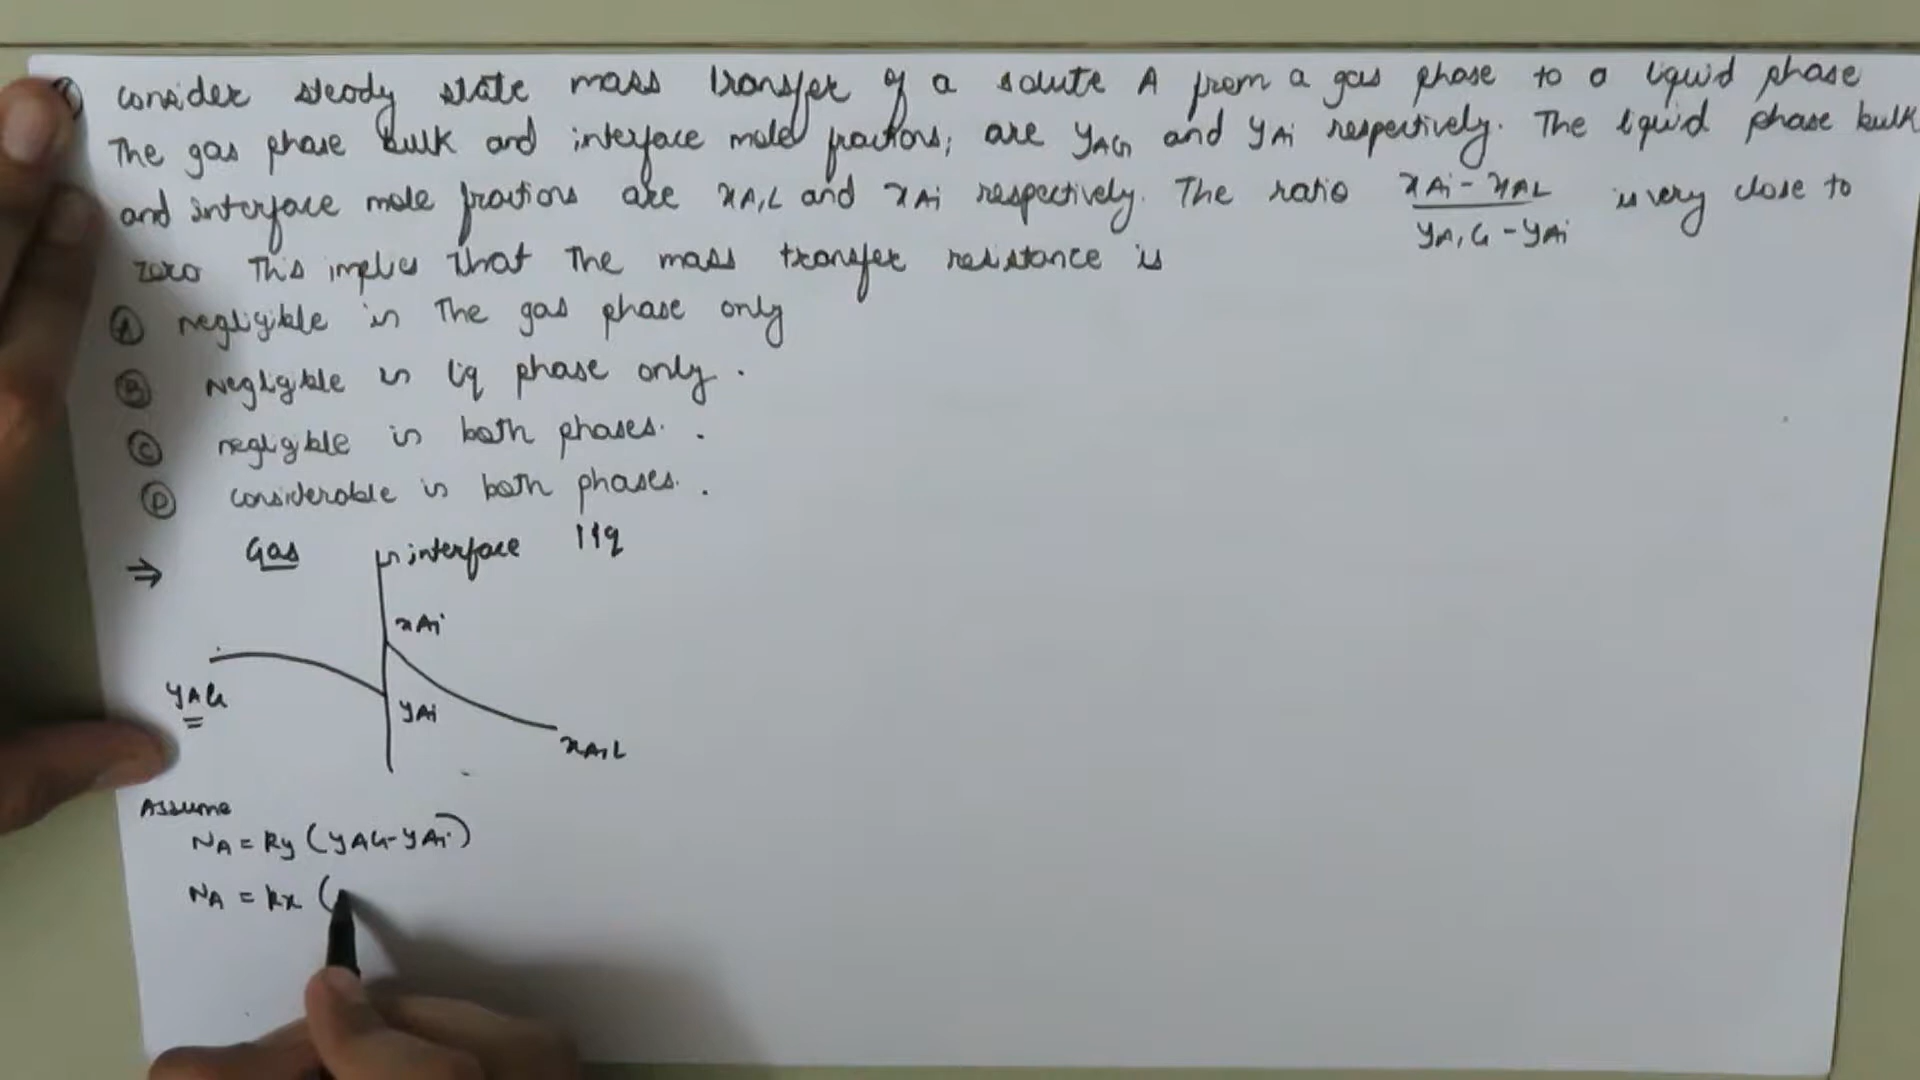 consider steady state mass transfer of a solute A from a gas phase to a liquid phase
The gas phase bulk and interface mole fractions, are yAG and yAi respectively. The liquid phase bulk
and interface mole fractions are xA,L and xAi respectively. The ratio (xAi - xAL)/(yA,G - yAi) is very close to
zero This implies that the mass transfer resistance is
(A) negligible in the gas phase only
(B) Negligible in liq phase only.
(C) negligible in both phases.
(D) considerable in both phases.
⇒ Gas interface liq
xAi
yAG
yAi
xA,L
Assume
NA = ky (yAG - yAi)
NA = kx (